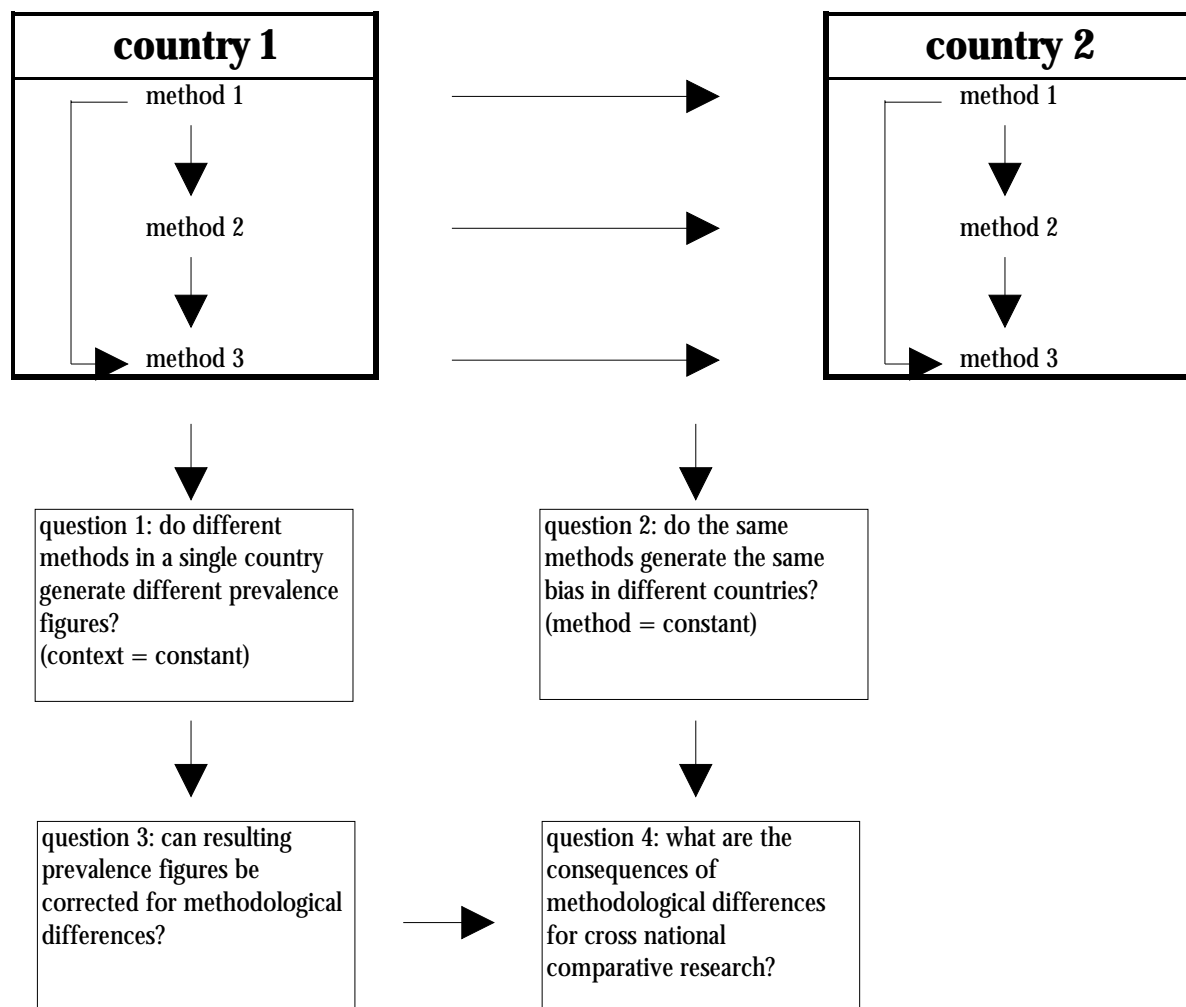 country 1
method 1
method 2
method 3
country 2
method 1
method 2
method 3
question 1: do different
methods in a single country
generate different prevalence
figures?
(context = constant)
question 2: do the same
methods generate the same
bias in different countries?
(method = constant)
question 3: can resulting
prevalence figures be
corrected for methodological
differences?
question 4: what are the
consequences of
methodological differences
for cross national
comparative research?